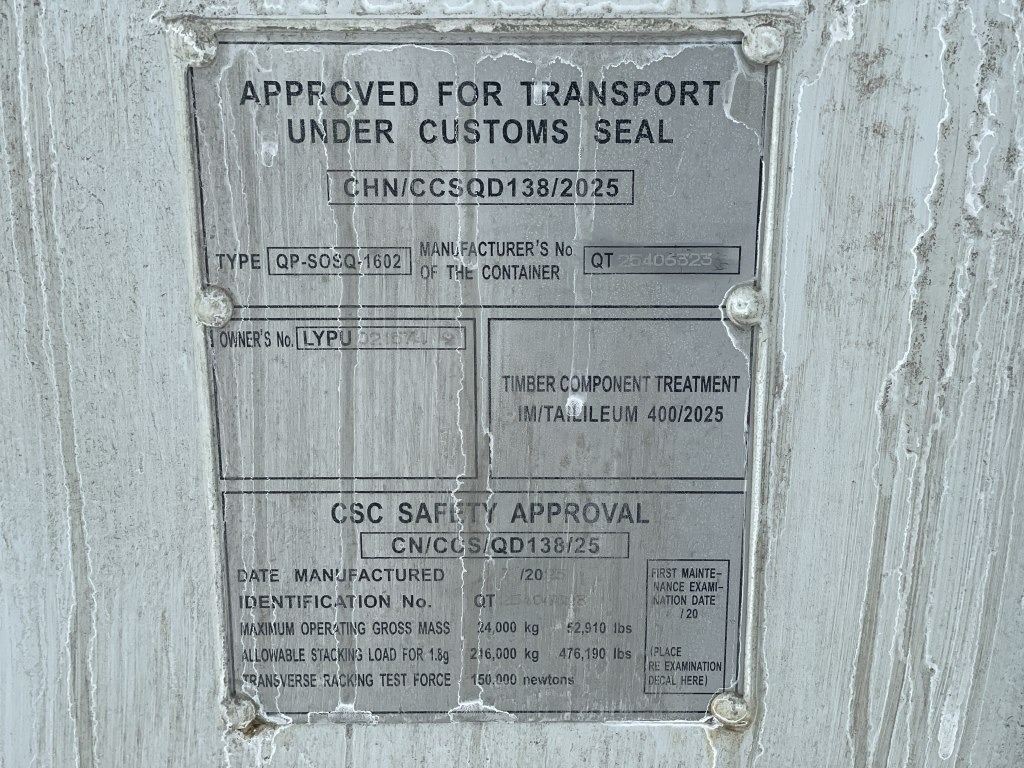 APPROVED FOR TRANSPORT
UNDER CUSTOMS SEAL
CHN/CCSQD138/2025
TYPE QP-SOSQ-1602 MANUFACTURER'S No OF THE CONTAINER QT 25406323
OWNER'S No. LYPU
TIMBER COMPONENT TREATMENT
IM/TAILILEUM 400/2025
CSC SAFETY APPROVAL
CN/CCS/QD138/25
DATE MANUFACTURED 7 /2025
IDENTIFICATION No. QT
MAXIMUM OPERATING GROSS MASS 24,000 kg 52,910 lbs
ALLOWABLE STACKING LOAD FOR 1.8g 216,000 kg 476,190 lbs
TRANSVERSE RACKING TEST FORCE 150,000 newtons
FIRST MAINTE-
NANCE EXAMI-
NATION DATE
/20
(PLACE
RE EXAMINATION
DECAL HERE)